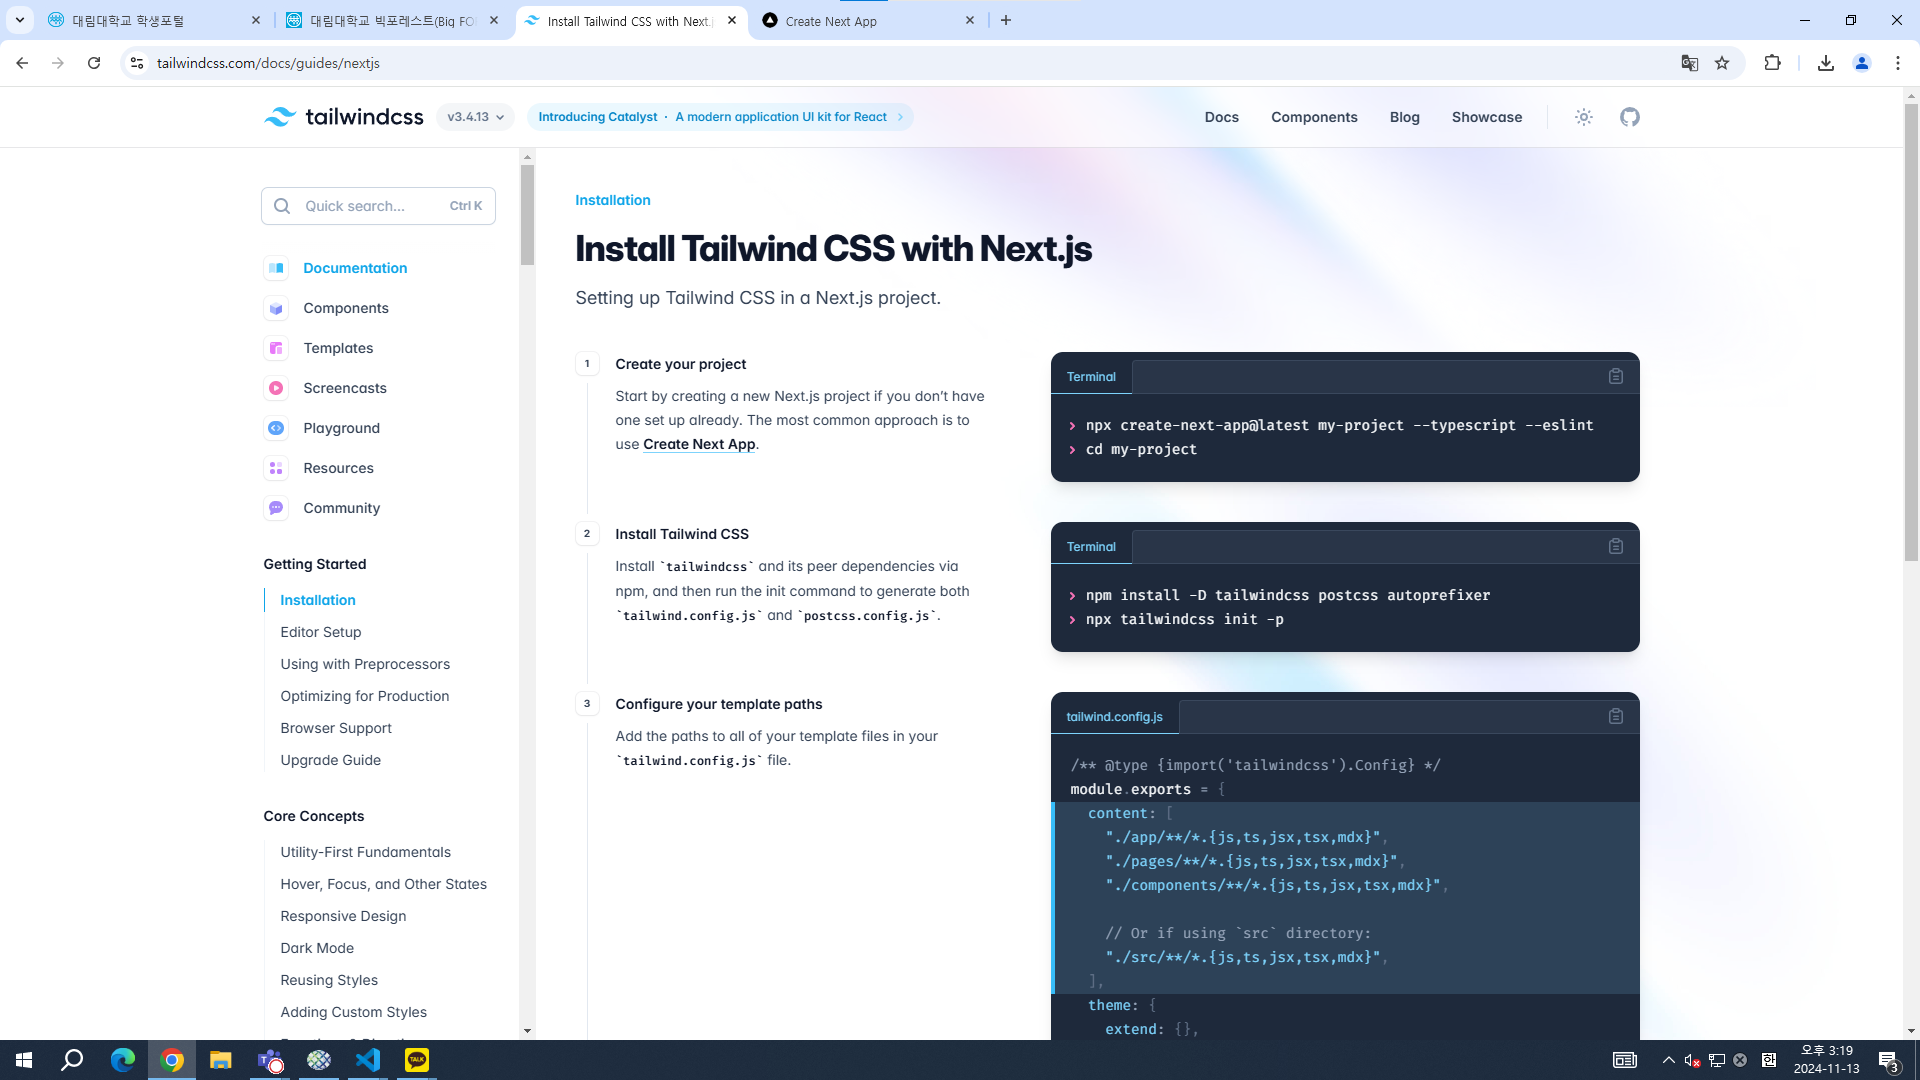 대림대학교 학생포털
대림대학교 빅포레스트(Big FO
Install Tailwind CSS with Next.j
Create Next App
tailwindcss.com/docs/guides/nextjs
tailwindcss
v3.4.13
Introducing Catalyst · A modern application UI kit for React
Docs
Components
Blog
Showcase
Quick search...
Ctrl K
Documentation
Components
Templates
Screencasts
Playground
Resources
Community
Getting Started
Installation
Editor Setup
Using with Preprocessors
Optimizing for Production
Browser Support
Upgrade Guide
Core Concepts
Utility-First Fundamentals
Hover, Focus, and Other States
Responsive Design
Dark Mode
Reusing Styles
Adding Custom Styles
Installation
Install Tailwind CSS with Next.js
Setting up Tailwind CSS in a Next.js project.
1
Create your project
Start by creating a new Next.js project if you don’t have
one set up already. The most common approach is to
use Create Next App.
Terminal
> npx create-next-app@latest my-project --typescript --eslint
> cd my-project
2
Install Tailwind CSS
Install `tailwindcss` and its peer dependencies via
npm, and then run the init command to generate both
`tailwind.config.js` and `postcss.config.js`.
Terminal
> npm install -D tailwindcss postcss autoprefixer
> npx tailwindcss init -p
3
Configure your template paths
Add the paths to all of your template files in your
`tailwind.config.js` file.
tailwind.config.js
/** @type {import('tailwindcss').Config} */
module.exports = {
content: [
"./app/**/*.{js,ts,jsx,tsx,mdx}",
"./pages/**/*.{js,ts,jsx,tsx,mdx}",
"./components/**/*.{js,ts,jsx,tsx,mdx}",
// Or if using `src` directory:
"./src/**/*.{js,ts,jsx,tsx,mdx}",
],
theme: {
extend: {},
TALK
오후 3:19
2024-11-13
3